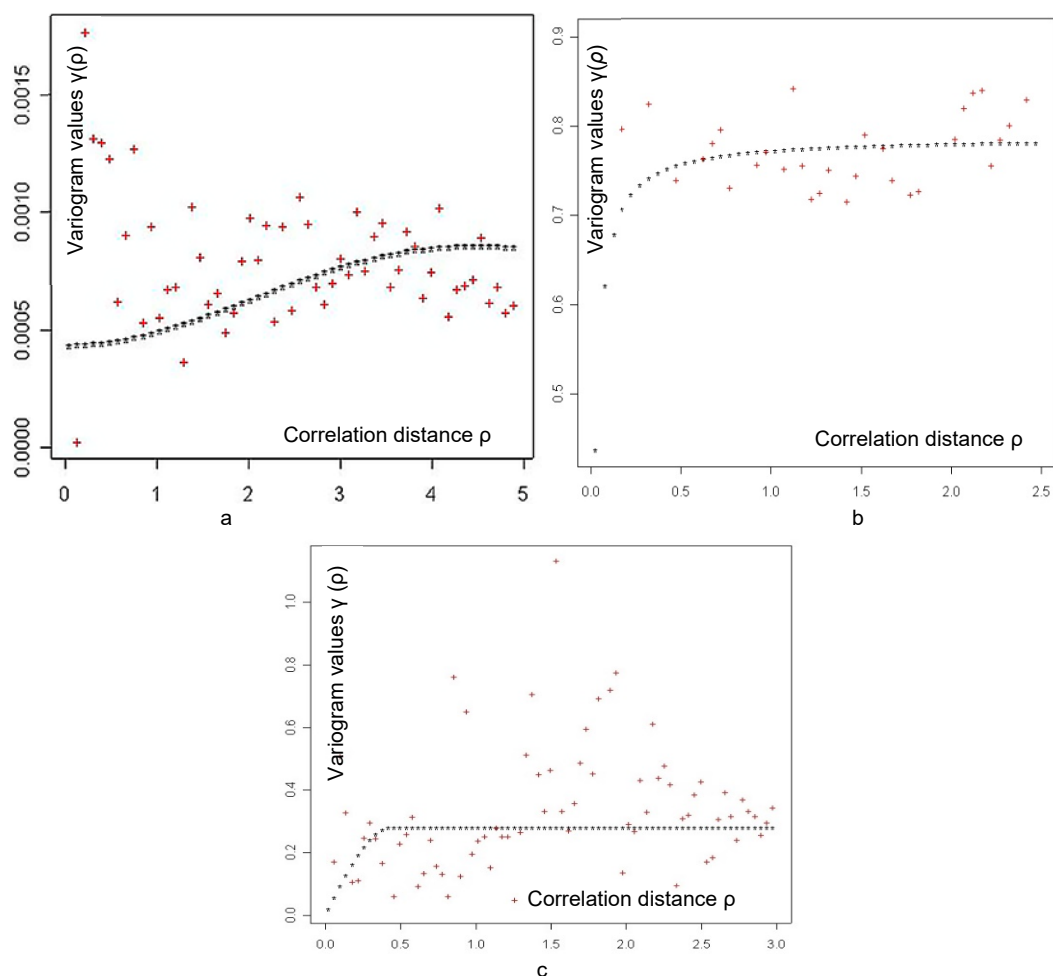 Variogram values γ(ρ)
0.0015
0.0010
0.0005
0.0000
Correlation distance ρ
0 1 2 3 4 5
a
Variogram values γ(ρ)
0.9
0.8
0.7
0.6
0.5
Correlation distance ρ
0.0 0.5 1.0 1.5 2.0 2.5
b
Variogram values γ (ρ)
1.0
0.8
0.6
0.4
0.2
0.0
Correlation distance ρ
0.0 0.5 1.0 1.5 2.0 2.5 3.0
c